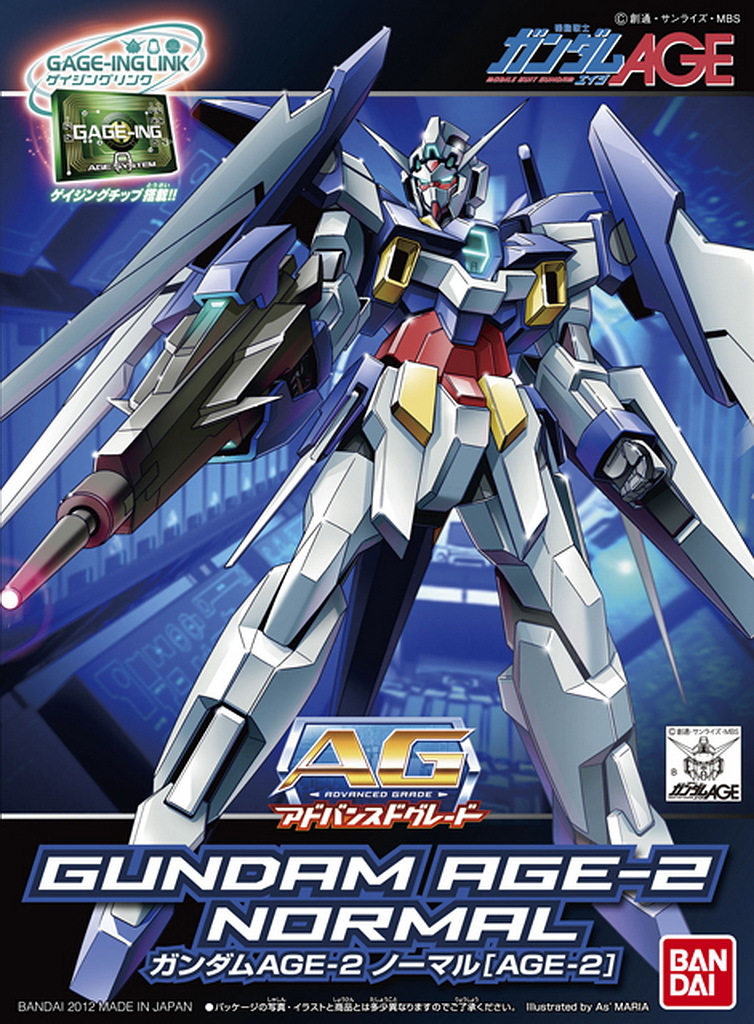 ©創通・サンライズ・MBS
GAGE-ING LINK
ゲイジングリンク
機動戦士
ガンダムAGE
MOBILE SUIT GUNDAM エイジ
GAGE-ING
AGE SYSTEM
とうさい
ゲイジングチップ搭載!!
AG
ADVANCED GRADE
アドバンスドグレード
©創通・サンライズ・MBS
ガンダムAGE
GUNDAM AGE-2
NORMAL
ガンダムAGE-2 ノーマル[AGE-2]
BAN
DAI
BANDAI 2012 MADE IN JAPAN
●パッケージの写真・イラストと商品とは多少異なりますのでご了承ください。
Illustrated by As' MARIA